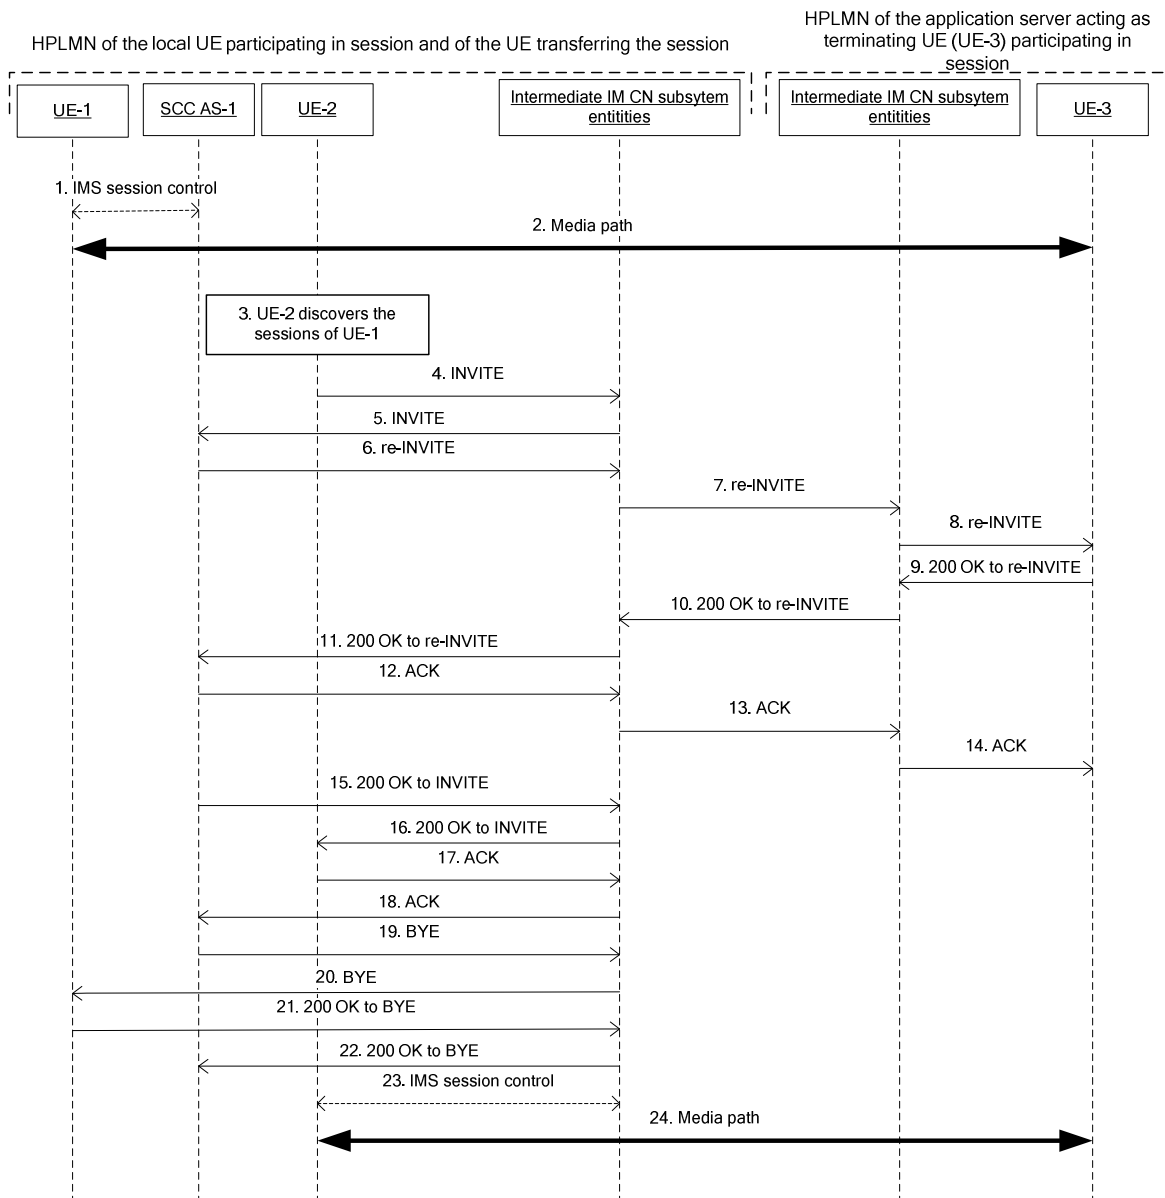 HPLMN of the local UE participating in session and of the UE transferring the session
HPLMN of the application server acting as
terminating UE (UE-3) participating in
session
UE-1
SCC AS-1
UE-2
Intermediate IM CN subsytem
entitities
Intermediate IM CN subsytem
entitities
UE-3
1. IMS session control
2. Media path
3. UE-2 discovers the
sessions of UE-1
4. INVITE
5. INVITE
6. re-INVITE
7. re-INVITE
8. re-INVITE
9. 200 OK to re-INVITE
10. 200 OK to re-INVITE
11. 200 OK to re-INVITE
12. ACK
13. ACK
14. ACK
15. 200 OK to INVITE
16. 200 OK to INVITE
17. ACK
18. ACK
19. BYE
20. BYE
21. 200 OK to BYE
22. 200 OK to BYE
23. IMS session control
24. Media path